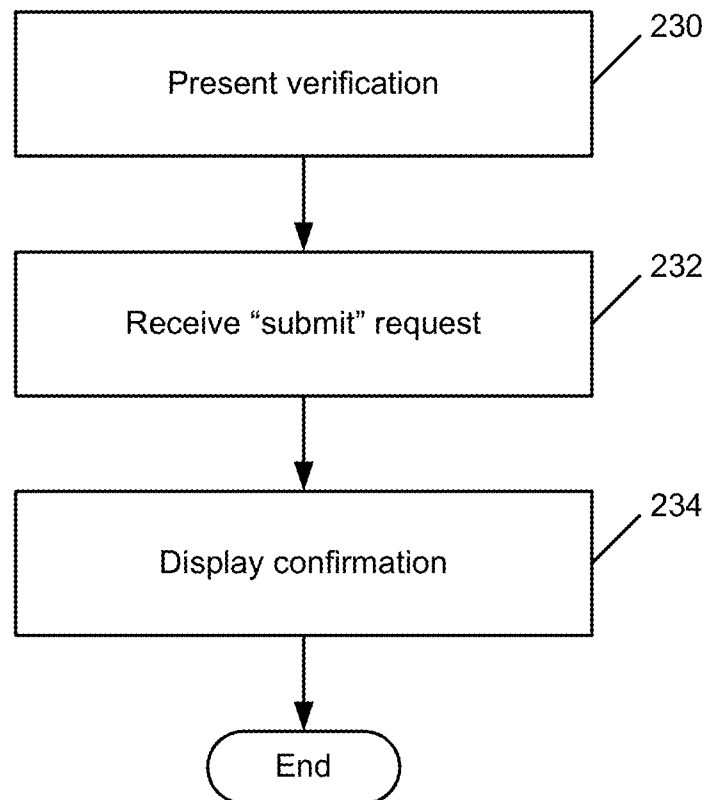 230
Present verification
232
Receive “submit” request
234
Display confirmation
End